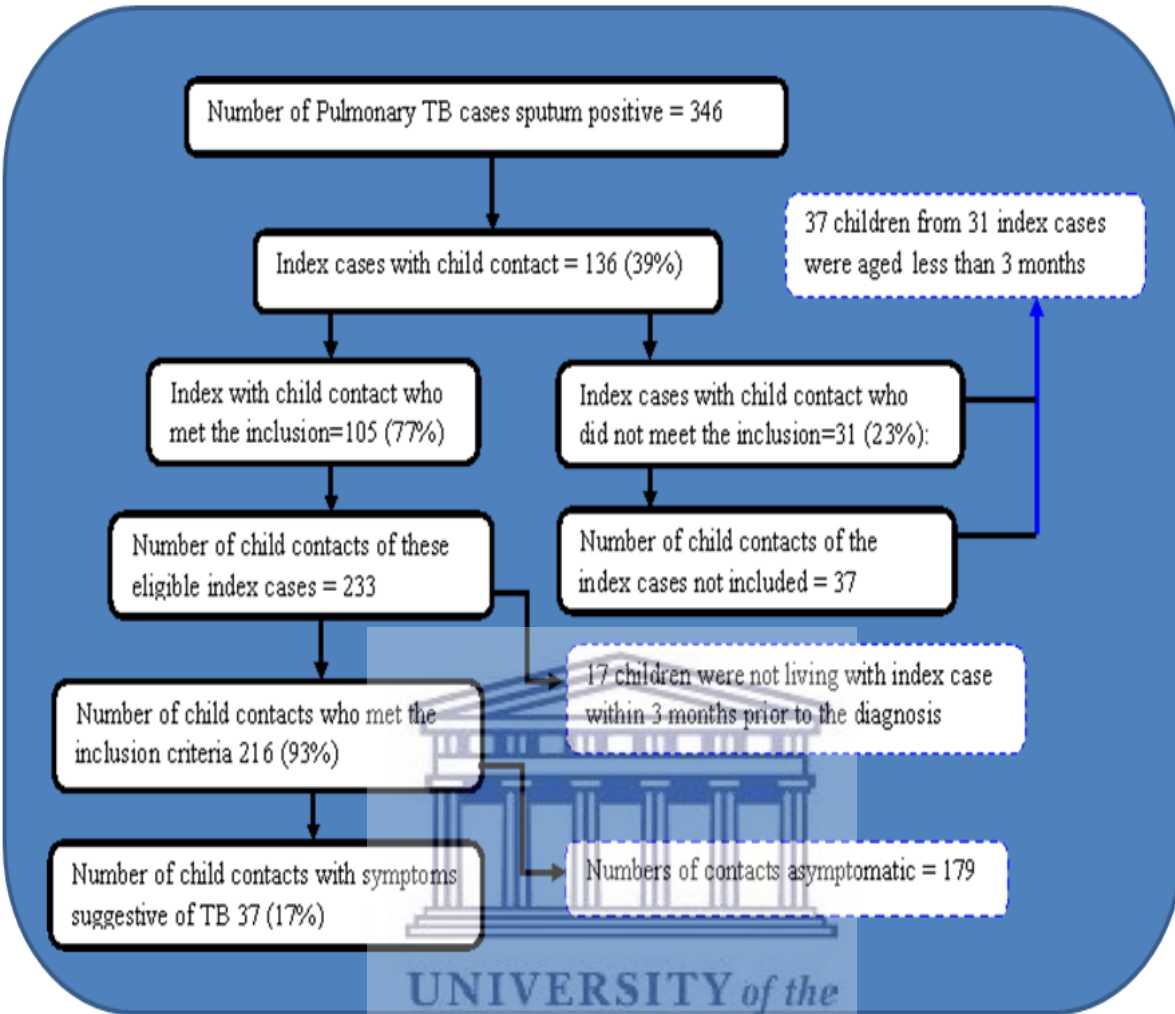 Number of Pulmonary TB cases sputum positive = 346
37 children from 31 index cases
were aged less than 3 months
Index cases with child contact = 136 (39%)
Index with child contact who
met the inclusion=105 (77%)
Index cases with child contact who
did not meet the inclusion=31 (23%):
Number of child contacts of these
eligible index cases = 233
Number of child contacts of the
index cases not included = 37
17 children were not living with index case
within 3 months prior to the diagnosis
Number of child contacts who met the
inclusion criteria 216 (93%)
Number of child contacts with symptoms
suggestive of TB 37 (17%)
Numbers of contacts asymptomatic = 179
UNIVERSITY of the